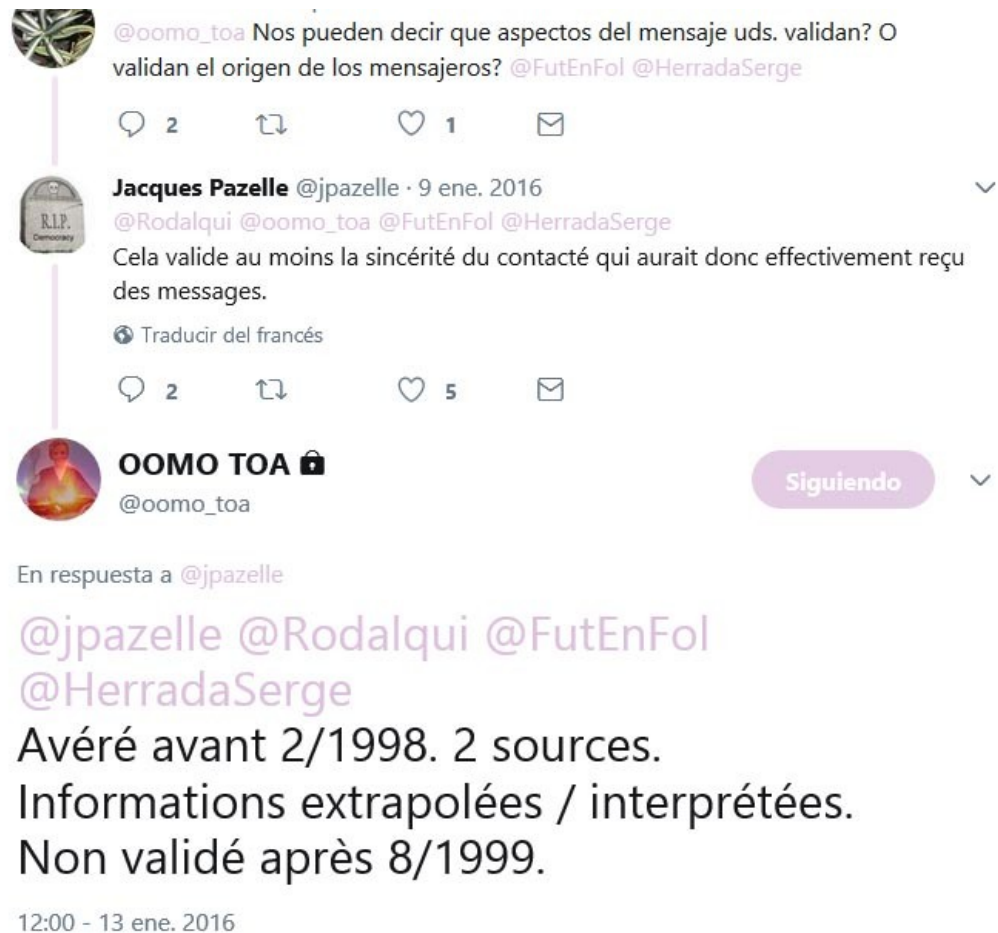 @oomo_toa Nos pueden decir que aspectos del mensaje uds. validan? O
validan el origen de los mensajeros? @FutEnFol @HerradaSerge
2 1
R.I.P.
Democracy
Jacques Pazelle @jpazelle · 9 ene. 2016
@Rodalqui @oomo_toa @FutEnFol @HerradaSerge
Cela valide au moins la sincérité du contacté qui aurait donc effectivement reçu
des messages.
Traducir del francés
2 5
OOMO TOA
@oomo_toa
Siguiendo
En respuesta a @jpazelle
@jpazelle @Rodalqui @FutEnFol
@HerradaSerge
Avéré avant 2/1998. 2 sources.
Informations extrapolées / interprétées.
Non validé après 8/1999.
12:00 - 13 ene. 2016